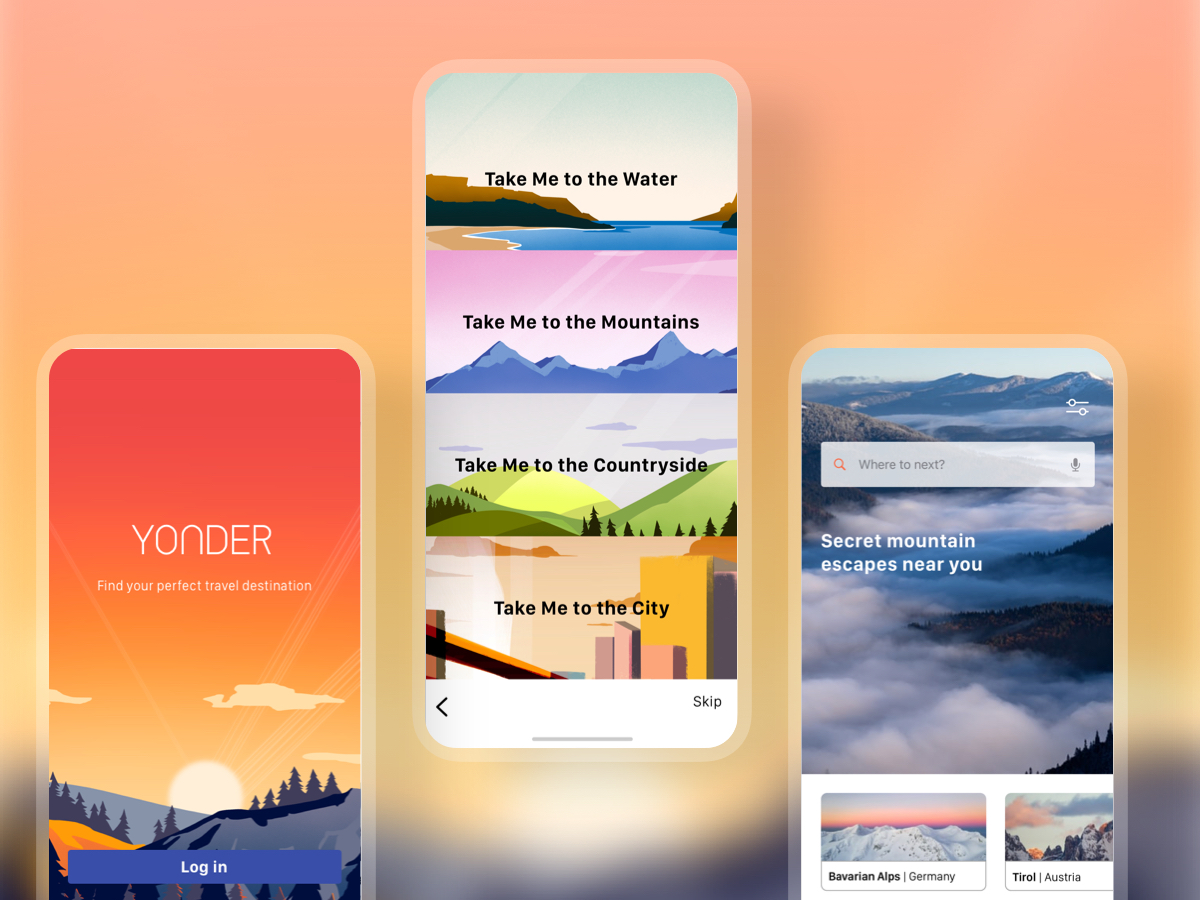 YONDER
Find your perfect travel destination
Log in
Take Me to the Water
Take Me to the Mountains
Take Me to the Countryside
Take Me to the City
Skip
Where to next?
Secret mountain
escapes near you
Bavarian Alps | Germany
Tirol | Austria